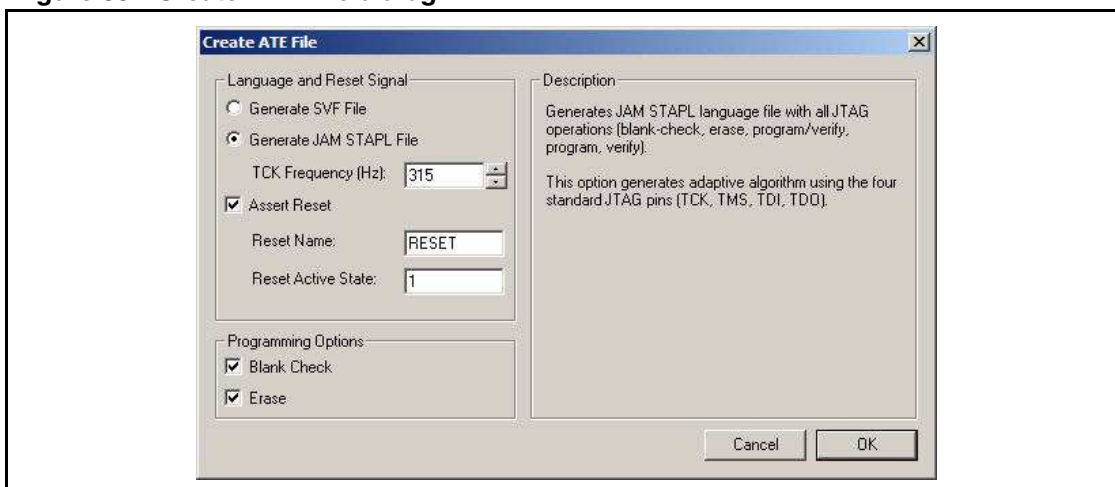 Create ATE File
Language and Reset Signal
Generate SVF File
Generate JAM STAPL File
TCK Frequency (Hz): 315
Assert Reset
Reset Name: RESET
Reset Active State: 1
Programming Options
Blank Check
Erase
Description
Generates JAM STAPL language file with all JTAG
operations (blank-check, erase, program/verify,
program, verify).
This option generates adaptive algorithm using the four
standard JTAG pins (TCK, TMS, TDI, TDO).
Cancel
OK